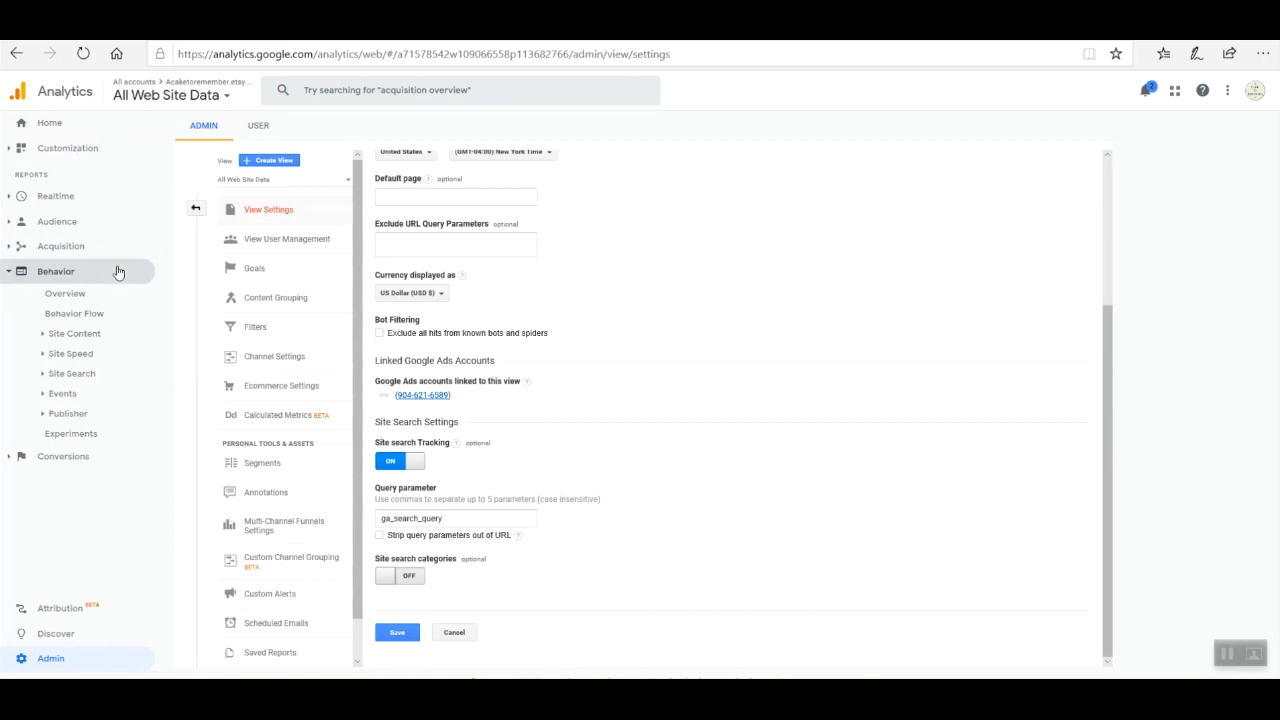 https://analytics.google.com/analytics/web/#/a71578542w109066558p113682766/admin/view/settings
Analytics
All accounts > Acaketoremember.etsy...
All Web Site Data
Try searching for "acquisition overview"
2
Home
Customization
REPORTS
Realtime
Audience
Acquisition
Behavior
Overview
Behavior Flow
Site Content
Site Speed
Site Search
Events
Publisher
Experiments
Conversions
Attribution BETA
Discover
Admin
ADMIN
USER
View
+ Create View
All Web Site Data
View Settings
View User Management
Goals
Content Grouping
Filters
Channel Settings
Ecommerce Settings
Dd Calculated Metrics BETA
PERSONAL TOOLS & ASSETS
Segments
Annotations
Multi-Channel Funnels
Settings
Custom Channel Grouping
BETA
Custom Alerts
Scheduled Emails
Saved Reports
United States
(GMT-04:00) New York Time
Default page ? optional
Exclude URL Query Parameters optional
Currency displayed as ?
US Dollar (USD $)
Bot Filtering
Exclude all hits from known bots and spiders
Linked Google Ads Accounts
Google Ads accounts linked to this view ?
(904-621-6589)
Site Search Settings
Site search Tracking ? optional
ON
Query parameter
Use commas to separate up to 5 parameters (case insensitive)
ga_search_query
Strip query parameters out of URL ?
Site search categories optional
OFF
Save
Cancel